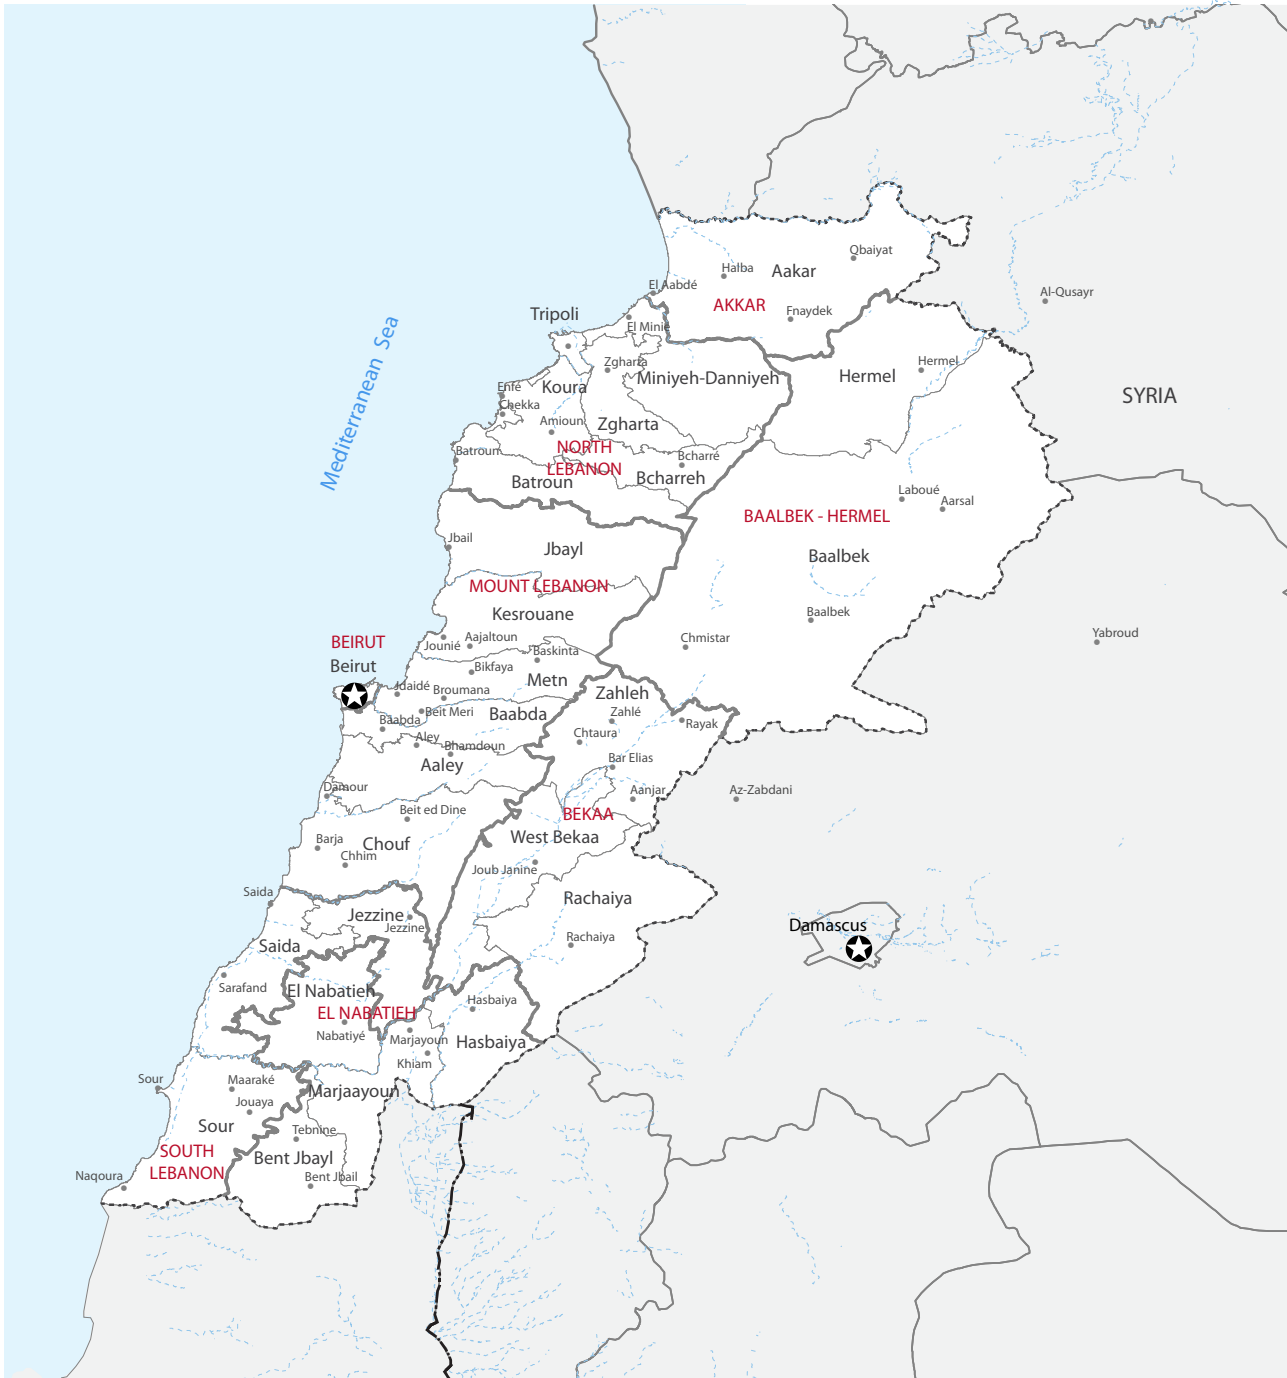 Qbaiyat
Halba
Aakar
El Aabdé
Al-Qusayr
AKKAR
Fnaydek
Tripoli
El Minié
Mediterranean Sea
Zgharta
Hermel
Hermel
Miniyeh-Danniyeh
Enfé
Koura
SYRIA
Chekka
Amioun
Zgharta
Batroun
NORTH
LEBANON
Bcharré
Bcharreh
Batroun
Laboué
Aarsal
BAALBEK - HERMEL
Jbail
Jbayl
Baalbek
MOUNT LEBANON
Kesrouane
Baalbek
Yabroud
BEIRUT
Beirut
Jounié
Aajaltoun
Chmistar
Baskinta
Bikfaya
Metn
Jdaidé
Broumana
Zahleh
Beit Meri
Baabda
Zahlé
Rayak
Baabda
Aley
Bhamdoun
Chtaura
Aaley
Bar Elias
Damour
Aanjar
Az-Zabdani
Beit ed Dine
BEKAA
Barja
Chouf
West Bekaa
Chhim
Joub Janine
Saida
Rachaiya
Jezzine
Jezzine
Damascus
Saida
Rachaiya
Sarafand
El Nabatieh
Hasbaiya
EL NABATIEH
Nabatiyé
Marjayoun
Hasbaiya
Khiam
Sour
Maaraké
Marjaayoun
Jouaya
Sour
Tebnine
SOUTH
LEBANON
Bent Jbayl
Naqoura
Bent Jbail